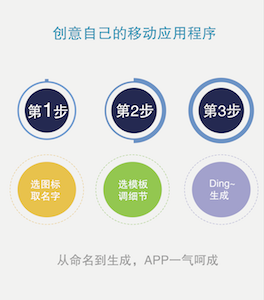 创意自己的移动应用程序
第1步
第2步
第3步
选图标
取名字
选模板
调细节
Ding~
生成
从命名到生成，APP一气呵成